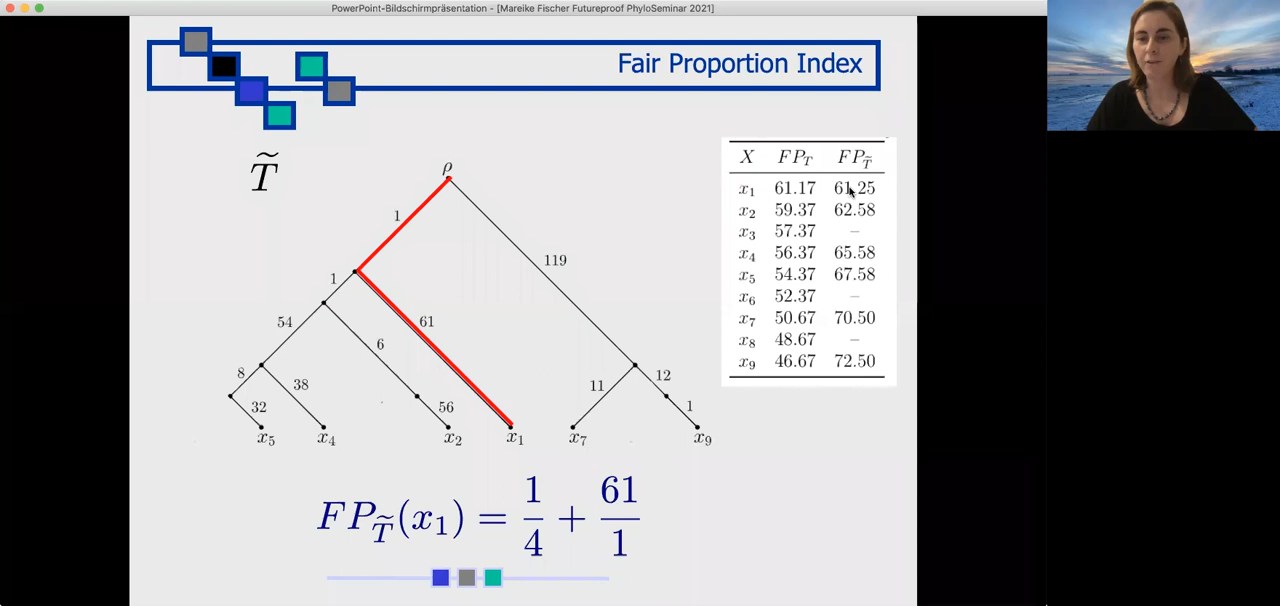 PowerPoint-Bildschirmpräsentation - [Mareike Fischer Futureproof PhyloSeminar 2021]
Fair Proportion Index
T̃
ρ
1
119
1
54
61
6
8
38
11
12
32
56
1
x₅ x₄ x₂ x₁ x₇ x₉
X FP_T FP_T̃
x₁ 61.17 61.25
x₂ 59.37 62.58
x₃ 57.37 –
x₄ 56.37 65.58
x₅ 54.37 67.58
x₆ 52.37 –
x₇ 50.67 70.50
x₈ 48.67 –
x₉ 46.67 72.50
FP_T̃(x₁) = 1/4 + 61/1